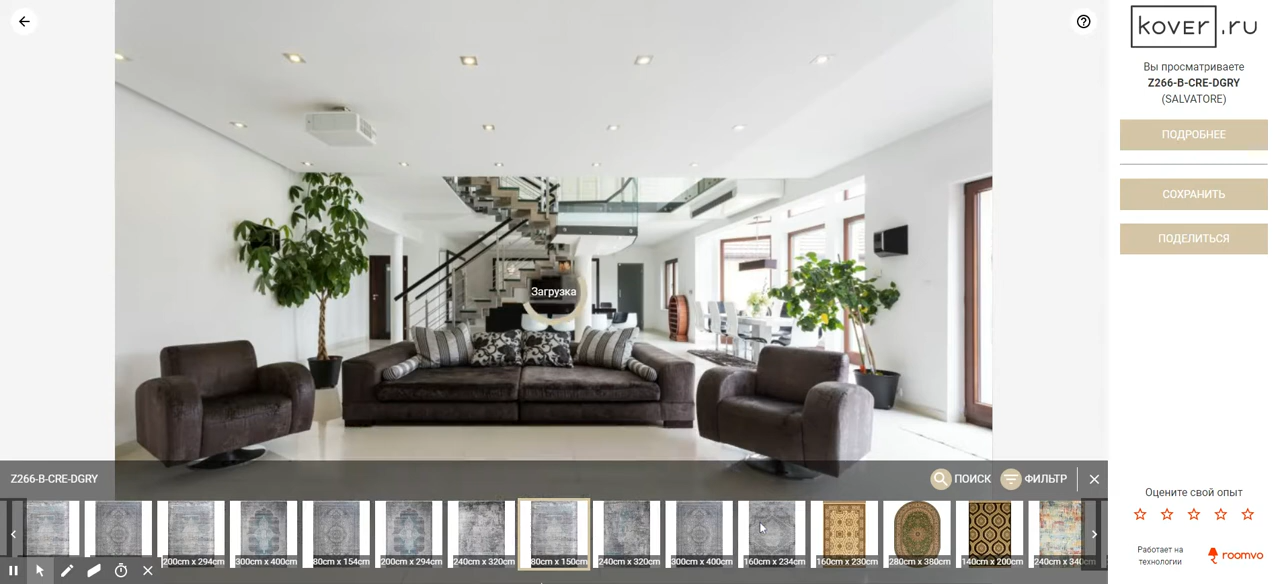 kover.ru
Вы просматриваете
Z266-B-CRE-DGRY
(SALVATORE)
ПОДРОБНЕЕ
СОХРАНИТЬ
ПОДЕЛИТЬСЯ
Загрузка
Z266-B-CRE-DGRY
ПОИСК
ФИЛЬТР
200cm x 294cm
300cm x 400cm
80cm x 154cm
200cm x 294cm
240cm x 320cm
80cm x 150cm
240cm x 320cm
300cm x 400cm
160cm x 234cm
160cm x 230cm
280cm x 380cm
140cm x 200cm
240cm x 340cm
Оцените свой опыт
Работает на
технологии
roomvo